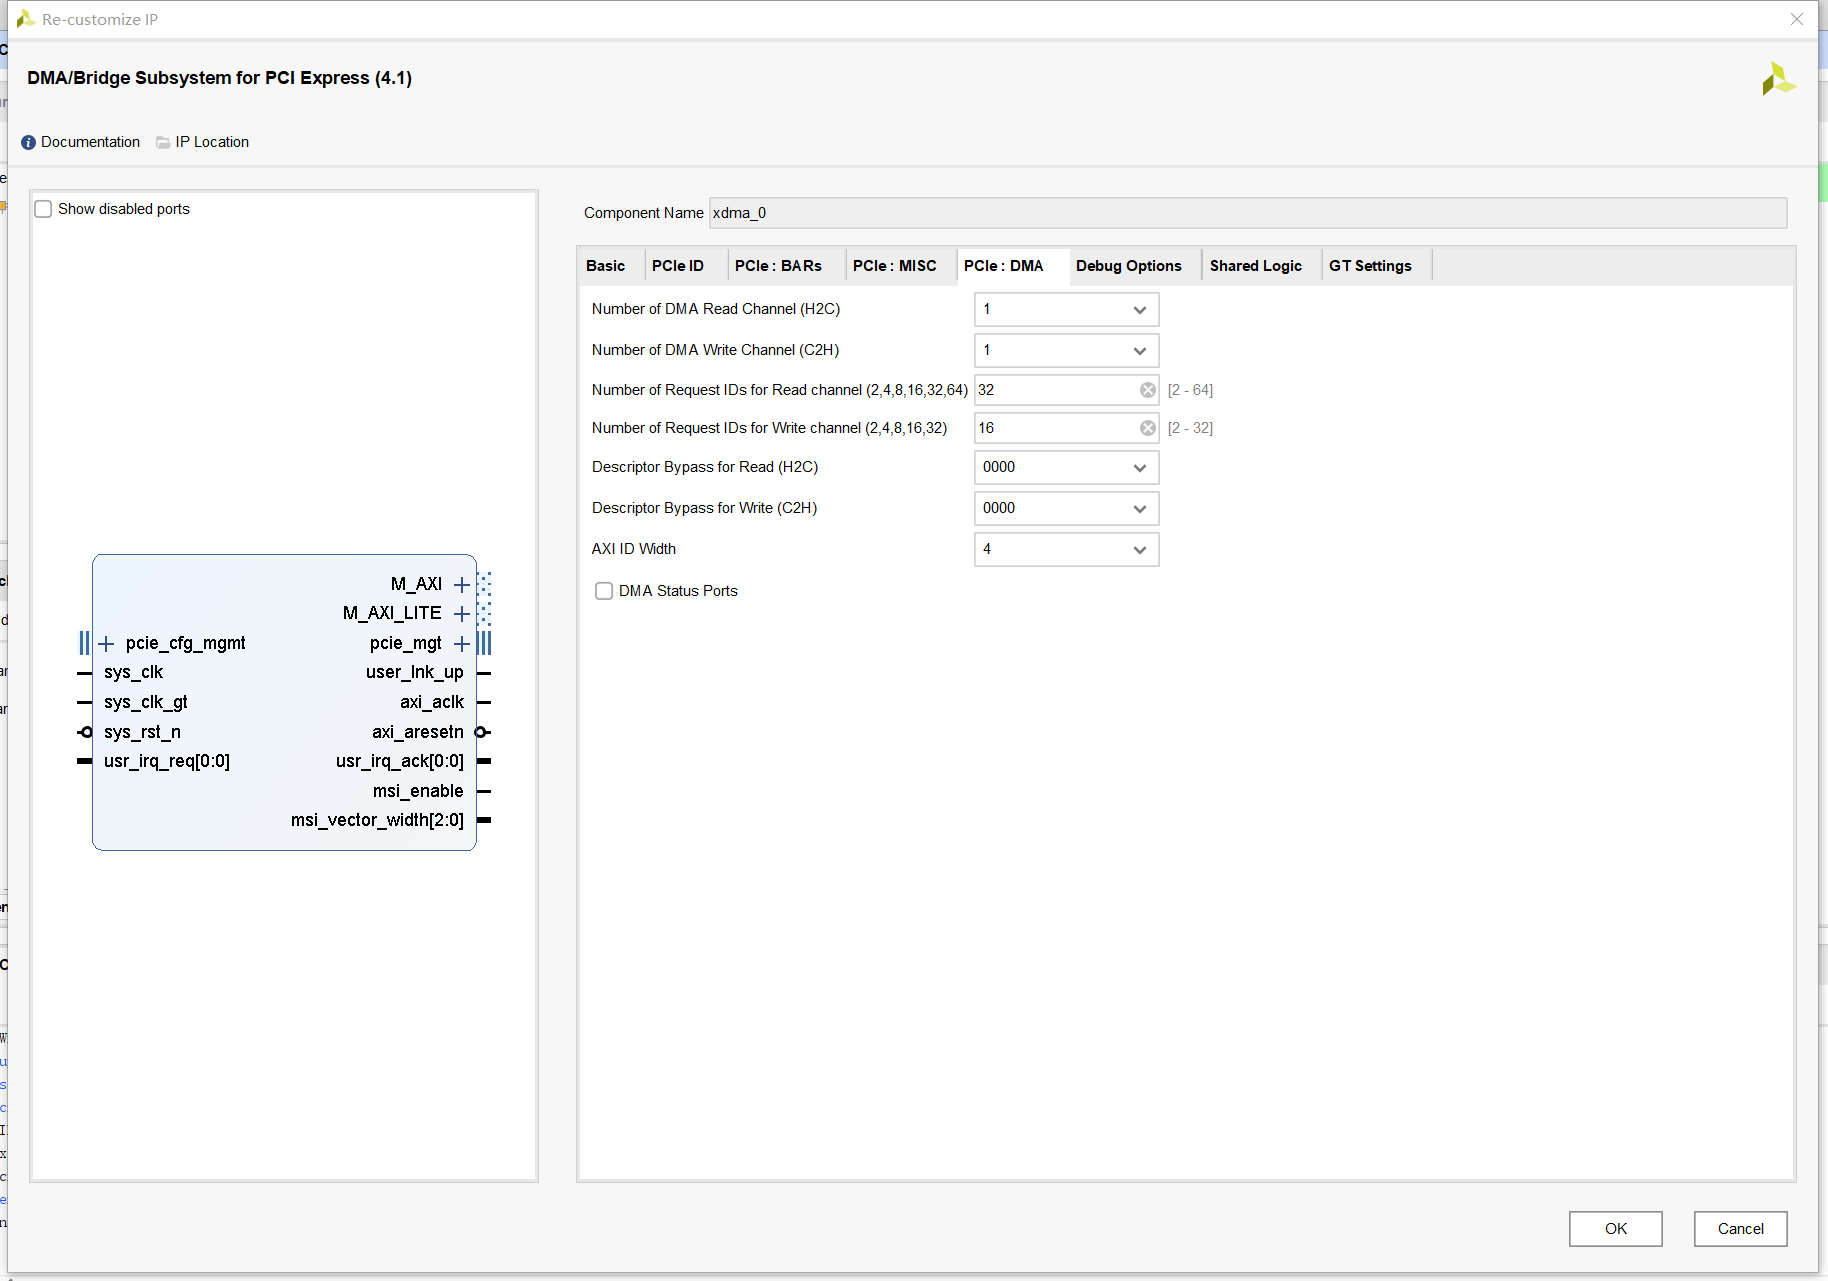 Re-customize IP
DMA/Bridge Subsystem for PCI Express (4.1)
Documentation IP Location
Show disabled ports
M_AXI
M_AXI_LITE
pcie_cfg_mgmt pcie_mgt
sys_clk user_lnk_up
sys_clk_gt axi_aclk
sys_rst_n axi_aresetn
usr_irq_req[0:0] usr_irq_ack[0:0]
msi_enable
msi_vector_width[2:0]
Component Name xdma_0
Basic PCIe ID PCIe : BARs PCIe : MISC PCIe : DMA Debug Options Shared Logic GT Settings
Number of DMA Read Channel (H2C) 1
Number of DMA Write Channel (C2H) 1
Number of Request IDs for Read channel (2,4,8,16,32,64) 32 [2 - 64]
Number of Request IDs for Write channel (2,4,8,16,32) 16 [2 - 32]
Descriptor Bypass for Read (H2C) 0000
Descriptor Bypass for Write (C2H) 0000
AXI ID Width 4
DMA Status Ports
OK Cancel